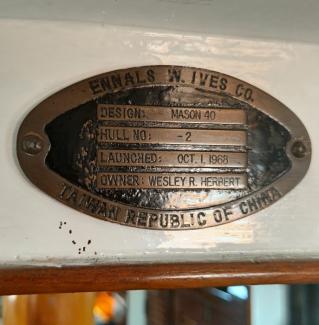 ENNALS W. IVES CO.
DESIGN: MASON 40
HULL NO: -2
LAUNCHED: OCT. 1, 1968
OWNER: WESLEY R. HERBERT
TAIWAN REPUBLIC OF CHINA